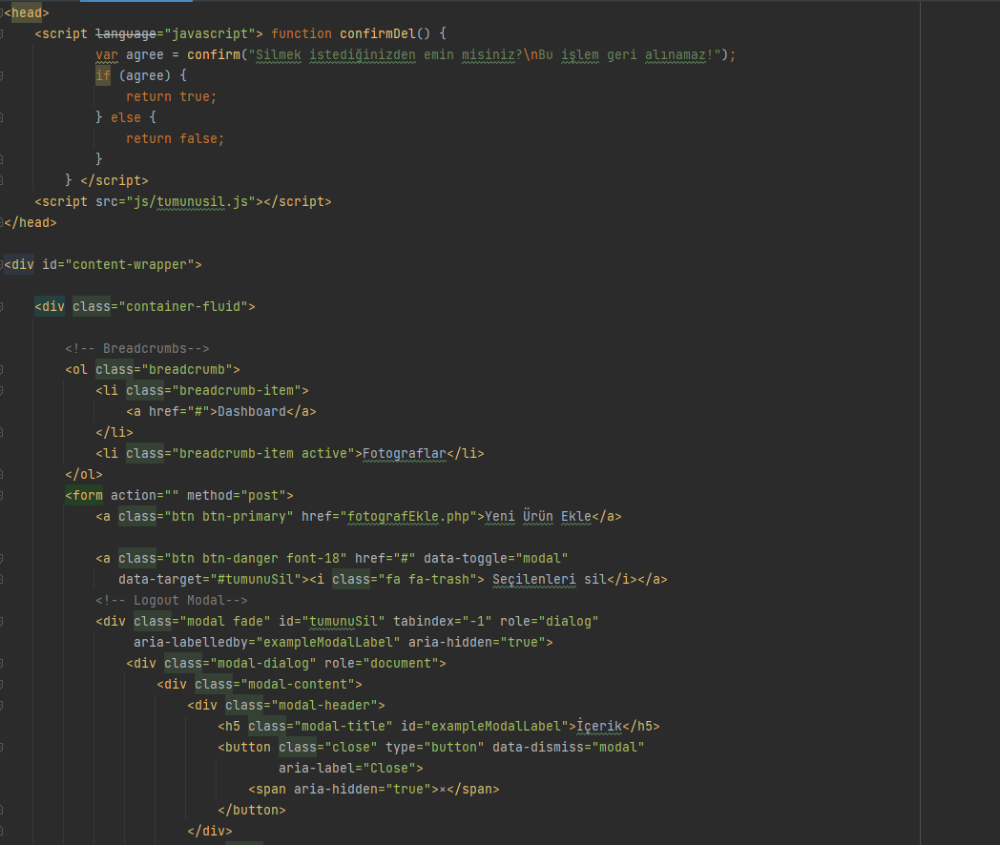 <head>
<script language="javascript"> function confirmDel() {
var agree = confirm("Silmek istediğinizden emin misiniz?\nBu işlem geri alınamaz!");
if (agree) {
return true;
} else {
return false;
}
} </script>
<script src="js/tumunusil.js"></script>
</head>
<div id="content-wrapper">
<div class="container-fluid">
<!-- Breadcrumbs-->
<ol class="breadcrumb">
<li class="breadcrumb-item">
<a href="#">Dashboard</a>
</li>
<li class="breadcrumb-item active">Fotograflar</li>
</ol>
<form action="" method="post">
<a class="btn btn-primary" href="fotografEkle.php">Yeni Ürün Ekle</a>
<a class="btn btn-danger font-18" href="#" data-toggle="modal"
data-target="#tumunuSil"><i class="fa fa-trash"> Seçilenleri sil</i></a>
<!-- Logout Modal-->
<div class="modal fade" id="tumunuSil" tabindex="-1" role="dialog"
aria-labelledby="exampleModalLabel" aria-hidden="true">
<div class="modal-dialog" role="document">
<div class="modal-content">
<div class="modal-header">
<h5 class="modal-title" id="exampleModalLabel">İçerik</h5>
<button class="close" type="button" data-dismiss="modal"
aria-label="Close">
<span aria-hidden="true">×</span>
</button>
</div>